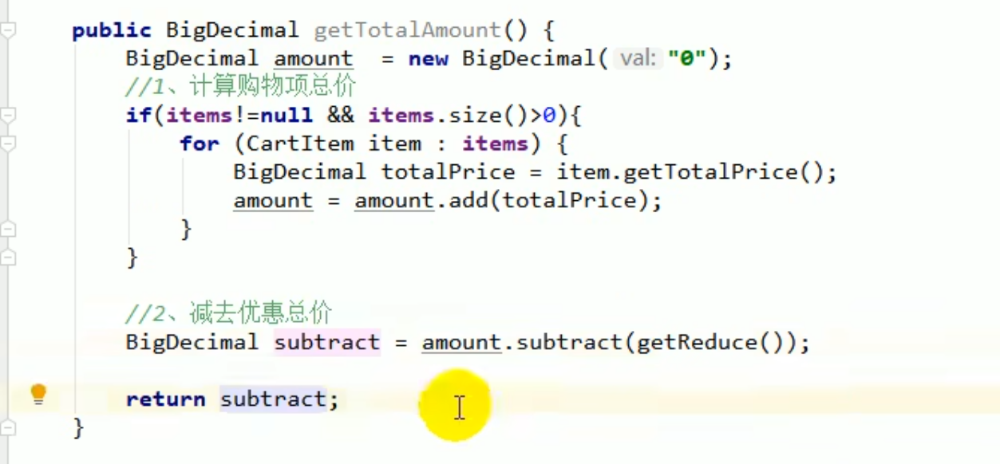 public BigDecimal getTotalAmount() {
BigDecimal amount = new BigDecimal( val: "0");
//1、计算购物项总价
if(items!=null && items.size()>0){
for (CartItem item : items) {
BigDecimal totalPrice = item.getTotalPrice();
amount = amount.add(totalPrice);
}
}
//2、减去优惠总价
BigDecimal subtract = amount.subtract(getReduce());
return subtract;
}